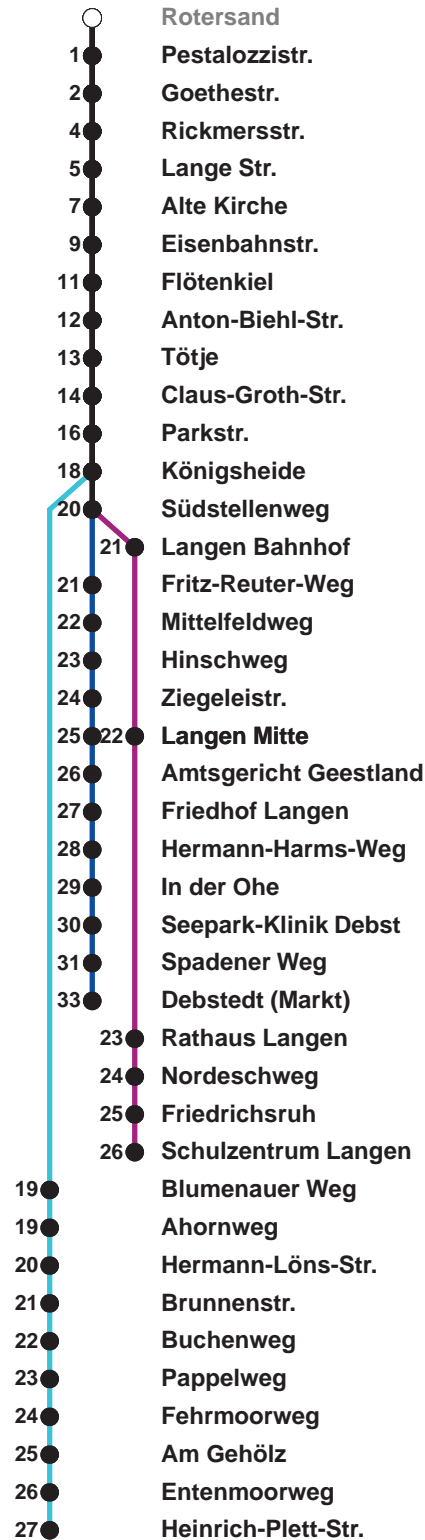 Rotersand
1 Pestalozzistr.
2 Goethestr.
4 Rickmersstr.
5 Lange Str.
7 Alte Kirche
9 Eisenbahnstr.
11 Flötenkiel
12 Anton-Biehl-Str.
13 Tötje
14 Claus-Groth-Str.
16 Parkstr.
18 Königsheide
20 Südstellenweg
21 Langen Bahnhof
21 Fritz-Reuter-Weg
22 Mittelfeldweg
23 Hinschweg
24 Ziegeleistr.
25 22 Langen Mitte
26 Amtsgericht Geestland
27 Friedhof Langen
28 Hermann-Harms-Weg
29 In der Ohe
30 Seepark-Klinik Debst
31 Spadener Weg
33 Debstedt (Markt)
23 Rathaus Langen
24 Nordeschweg
25 Friedrichsruh
26 Schulzentrum Langen
19 Blumenauer Weg
19 Ahornweg
20 Hermann-Löns-Str.
21 Brunnenstr.
22 Buchenweg
23 Pappelweg
24 Fehrmoorweg
25 Am Gehölz
26 Entenmoorweg
27 Heinrich-Plett-Str.